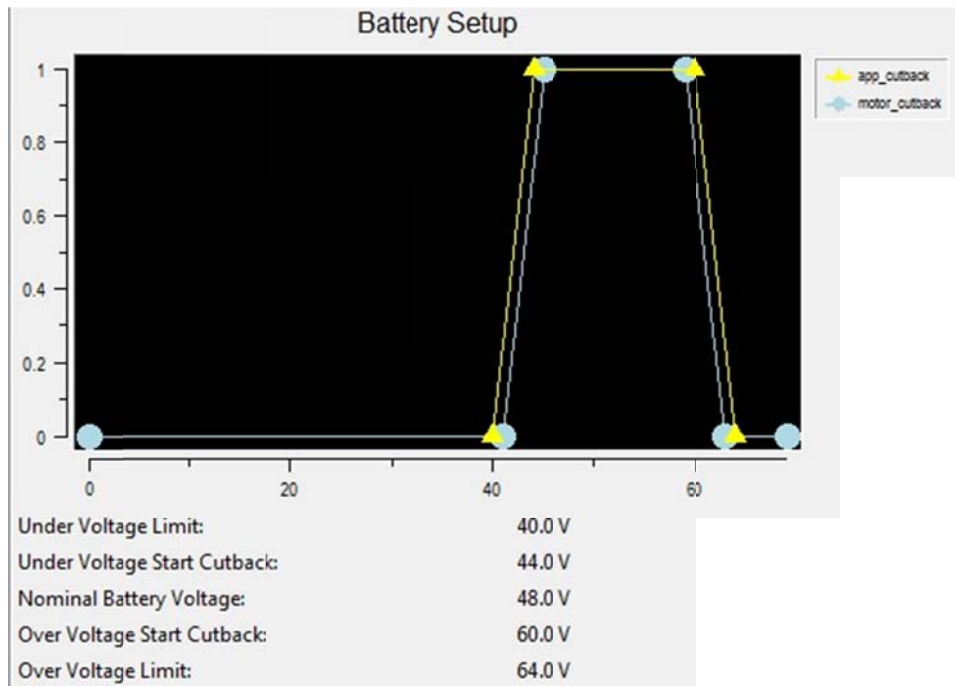 Battery Setup
1
0.8
0.6
0.4
0.2
0
0 20 40 60
app_cutback
motor_cutback
Under Voltage Limit: 40.0 V
Under Voltage Start Cutback: 44.0 V
Nominal Battery Voltage: 48.0 V
Over Voltage Start Cutback: 60.0 V
Over Voltage Limit: 64.0 V